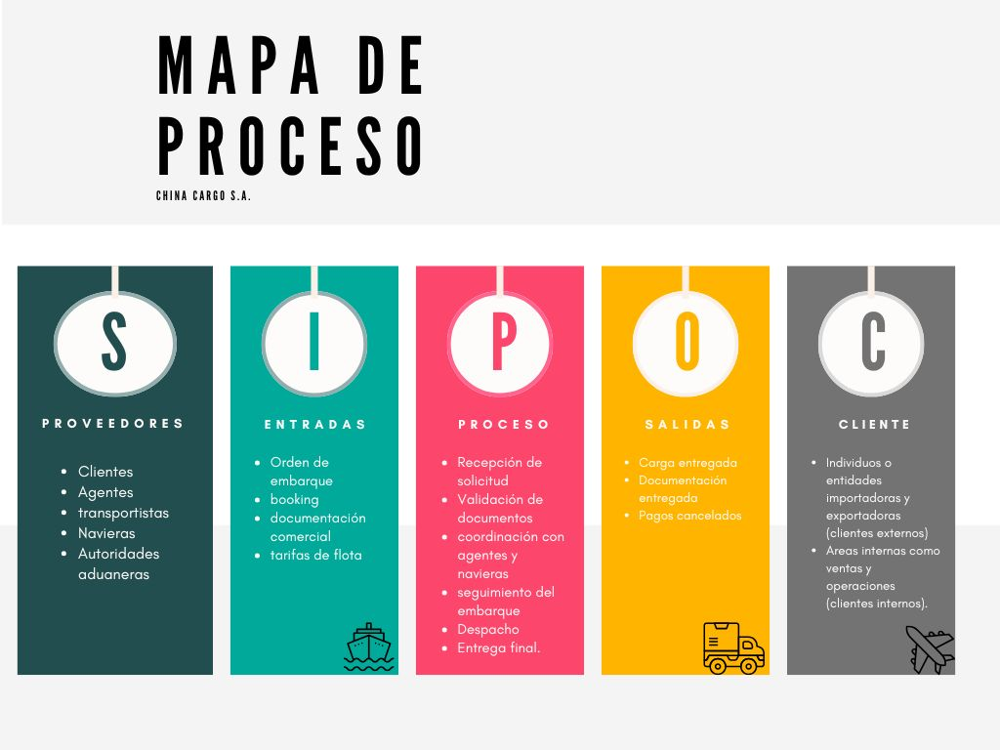 MAPA DE
PROCESO
CHINA CARGO S.A.
S
PROVEEDORES
• Clientes
• Agentes
• transportistas
• Navieras
• Autoridades
aduaneras
I
ENTRADAS
• Orden de
embarque
• booking
• documentación
comercial
• tarifas de flota
P
PROCESO
• Recepción de
solicitud
• Validación de
documentos
• coordinación con
agentes y
navieras
• seguimiento del
embarque
• Despacho
• Entrega final.
O
SALIDAS
• Carga entregada
• Documentación
entregada
• Pagos cancelados
C
CLIENTE
• Individuos o
entidades
importadoras y
exportadoras
(clientes externos)
• Areas internas como
ventas y
operaciones
(clientes internos).